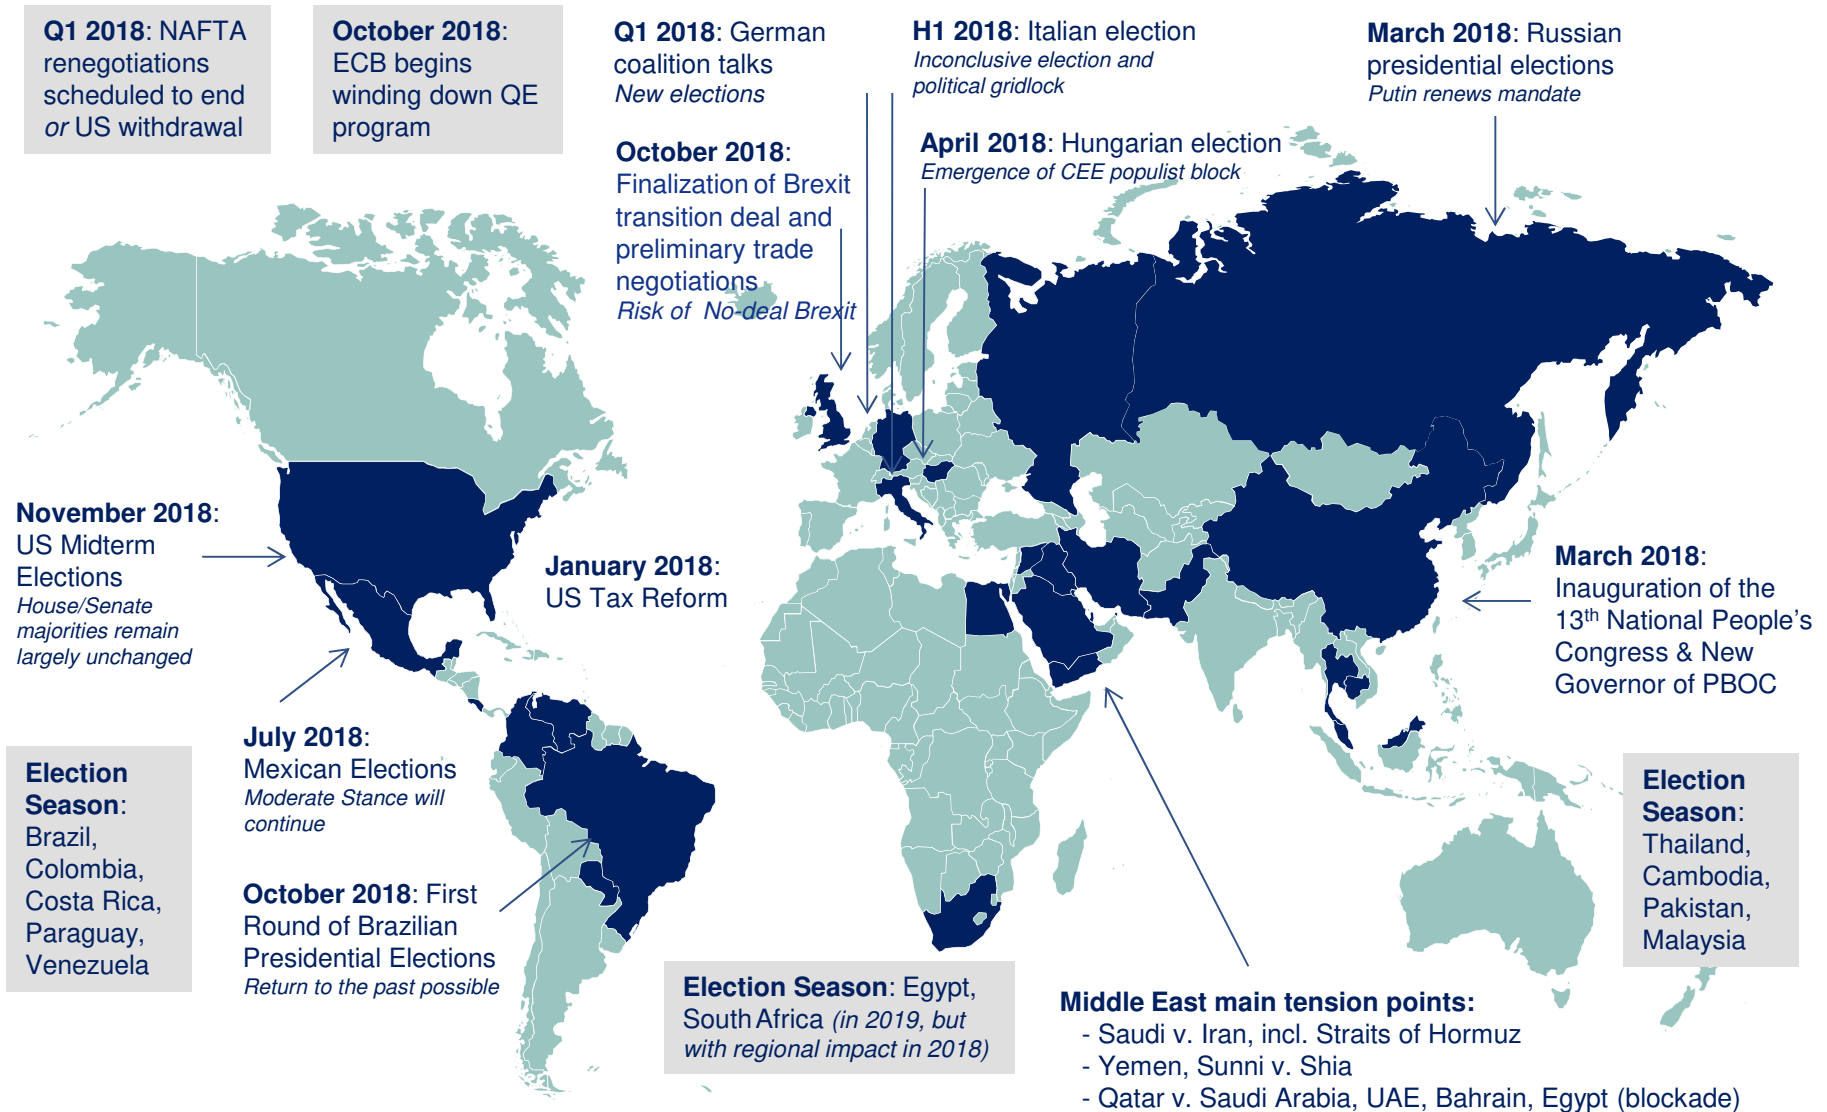 Q1 2018: NAFTA
renegotiations
scheduled to end
or US withdrawal
October 2018:
ECB begins
winding down QE
program
Q1 2018: German
coalition talks
New elections
H1 2018: Italian election
Inconclusive election and
political gridlock
March 2018: Russian
presidential elections
Putin renews mandate
October 2018:
Finalization of Brexit
transition deal and
preliminary trade
negotiations
Risk of No-deal Brexit
April 2018: Hungarian election
Emergence of CEE populist block
November 2018:
US Midterm
Elections
House/Senate
majorities remain
largely unchanged
January 2018:
US Tax Reform
March 2018:
Inauguration of the
13th National People's
Congress & New
Governor of PBOC
July 2018:
Mexican Elections
Moderate Stance will
continue
Election
Season:
Brazil,
Colombia,
Costa Rica,
Paraguay,
Venezuela
October 2018: First
Round of Brazilian
Presidential Elections
Return to the past possible
Election Season: Egypt,
South Africa (in 2019, but
with regional impact in 2018)
Election
Season:
Thailand,
Cambodia,
Pakistan,
Malaysia
Middle East main tension points:
- Saudi v. Iran, incl. Straits of Hormuz
- Yemen, Sunni v. Shia
- Qatar v. Saudi Arabia, UAE, Bahrain, Egypt (blockade)